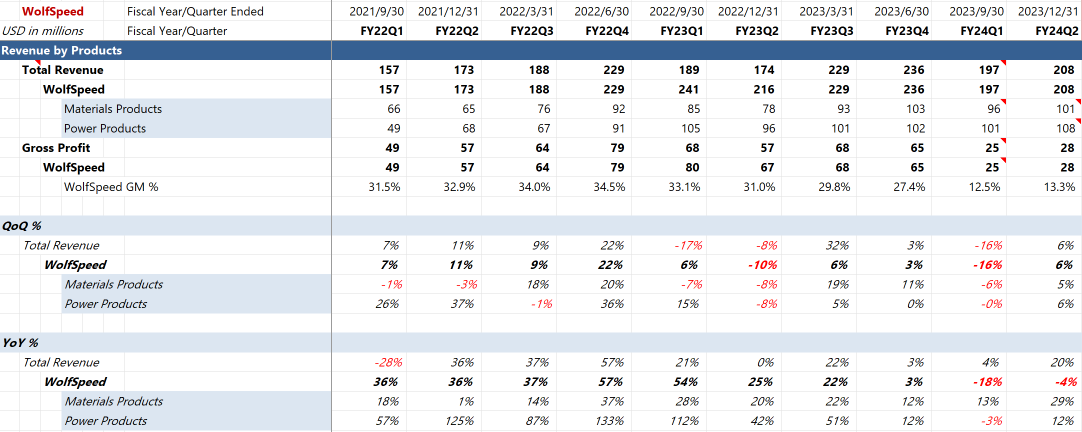 WolfSpeed Fiscal Year/Quarter Ended 2021/9/30 2021/12/31 2022/3/31 2022/6/30 2022/9/30 2022/12/31 2023/3/31 2023/6/30 2023/9/30 2023/12/31
USD in millions Fiscal Year/Quarter FY22Q1 FY22Q2 FY22Q3 FY22Q4 FY23Q1 FY23Q2 FY23Q3 FY23Q4 FY24Q1 FY24Q2
Revenue by Products
Total Revenue 157 173 188 229 189 174 229 236 197 208
WolfSpeed 157 173 188 229 241 216 229 236 197 208
Materials Products 66 65 76 92 85 78 93 103 96 101
Power Products 49 68 67 91 105 96 101 102 101 108
Gross Profit 49 57 64 79 68 57 68 65 25 28
WolfSpeed 49 57 64 79 80 67 68 65 25 28
WolfSpeed GM % 31.5% 32.9% 34.0% 34.5% 33.1% 31.0% 29.8% 27.4% 12.5% 13.3%
QoQ %
Total Revenue 7% 11% 9% 22% -17% -8% 32% 3% -16% 6%
WolfSpeed 7% 11% 9% 22% 6% -10% 6% 3% -16% 6%
Materials Products -1% -3% 18% 20% -7% -8% 19% 11% -6% 5%
Power Products 26% 37% -1% 36% 15% -8% 5% 0% -0% 6%
YoY %
Total Revenue -28% 36% 37% 57% 21% 0% 22% 3% 4% 20%
WolfSpeed 36% 36% 37% 57% 54% 25% 22% 3% -18% -4%
Materials Products 18% 1% 14% 37% 28% 20% 22% 12% 13% 29%
Power Products 57% 125% 87% 133% 112% 42% 51% 12% -3% 12%